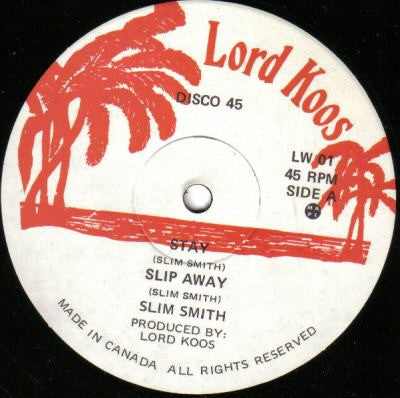 Lord Koos
DISCO 45
LW 01
45 RPM
SIDE A
STAY
(SLIM SMITH)
SLIP AWAY
(SLIM SMITH)
SLIM SMITH
PRODUCED BY:
LORD KOOS
MADE IN CANADA ALL RIGHTS RESERVED